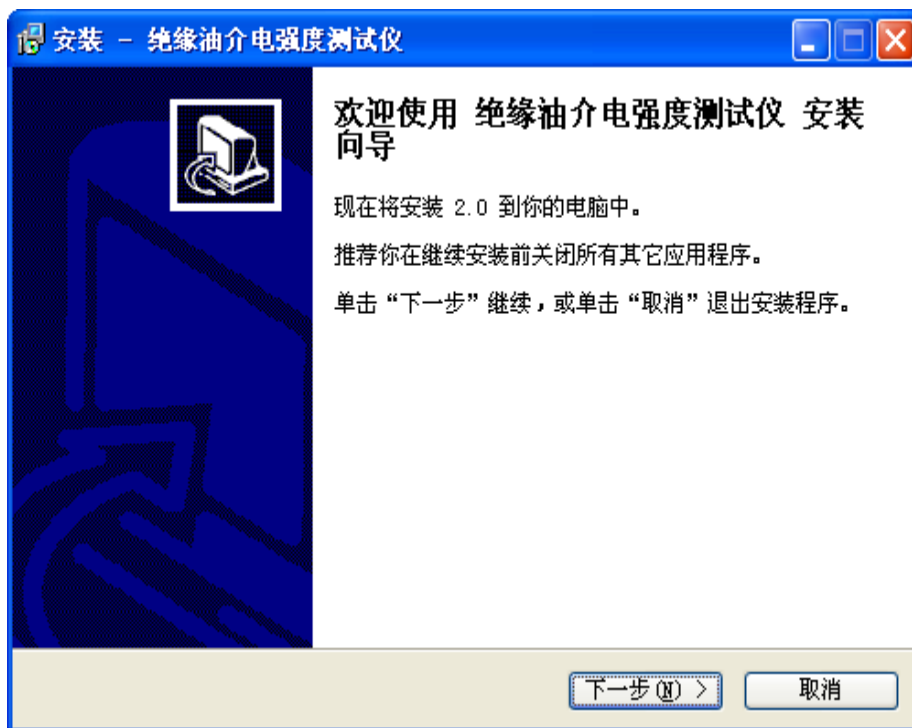 安装 - 绝缘油介电强度测试仪
欢迎使用 绝缘油介电强度测试仪 安装
向导
现在将安装 2.0 到你的电脑中。
推荐你在继续安装前关闭所有其它应用程序。
单击“下一步”继续，或单击“取消”退出安装程序。
下一步(N) >
取消